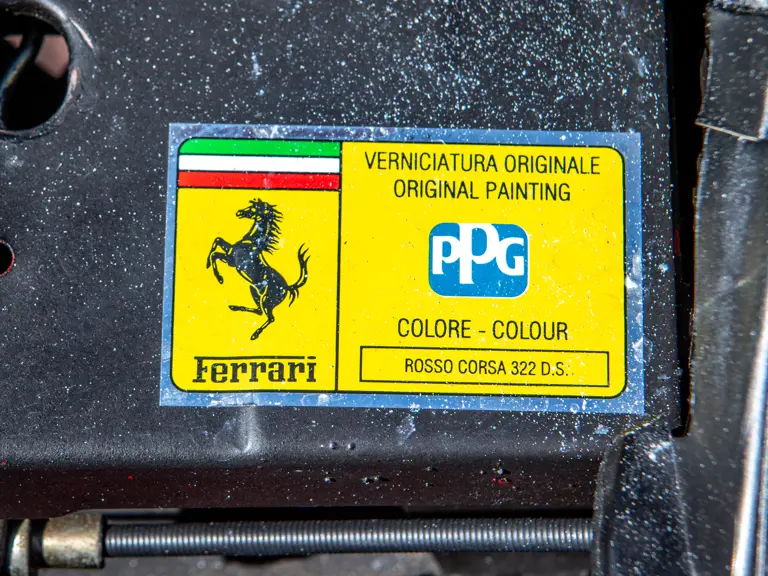 Ferrari
VERNICIATURA ORIGINALE
ORIGINAL PAINTING
PPG
COLORE - COLOUR
ROSSO CORSA 322 D.S.